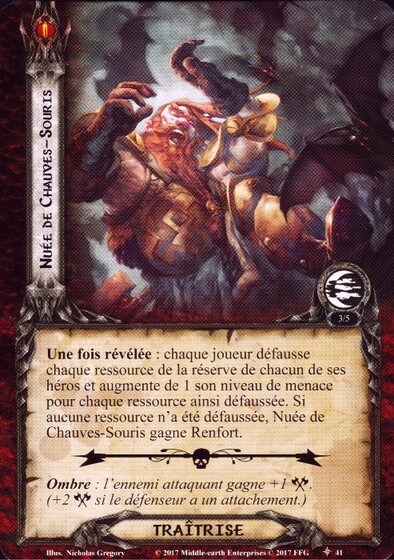 Nuée de Chauves-Souris
3/5
Une fois révélée : chaque joueur défausse
chaque ressource de la réserve de chacun de ses
héros et augmente de 1 son niveau de menace
pour chaque ressource ainsi défaussée. Si
aucune ressource n'a été défaussée, Nuée de
Chauves-Souris gagne Renfort.
Ombre : l'ennemi attaquant gagne +1 .
(+2 si le défenseur a un attachement.)
TRAÎTRISE
Illus. Nicholas Gregory © 2017 Middle-earth Enterprises © 2017 FFG 41